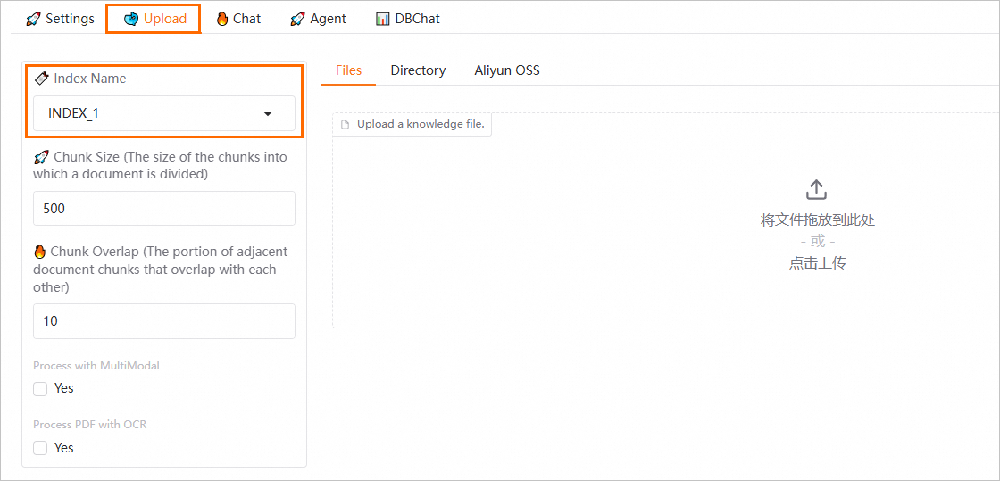 Settings
Upload
Chat
Agent
DBChat
Index Name
INDEX_1
Chunk Size (The size of the chunks into
which a document is divided)
500
Chunk Overlap (The portion of adjacent
document chunks that overlap with each
other)
10
Process with MultiModal
Yes
Process PDF with OCR
Yes
Files
Directory
Aliyun OSS
Upload a knowledge file.
将文件拖放到此处
- 或 -
点击上传